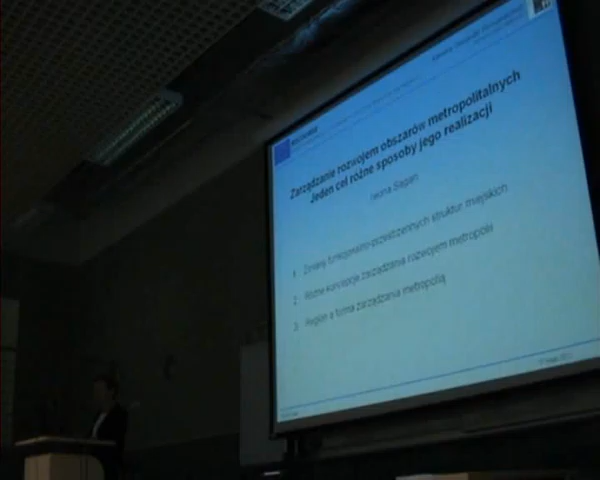 Zarządzanie rozwojem obszarów metropolitalnych
Jeden cel różne sposoby jego realizacji
Iwona Sagan
1. Zmiany funkcjonalno-przestrzennych struktur miejskich
2. Różne koncepcje zarządzania rozwojem metropolii
3. Region a forma zarządzania metropolią